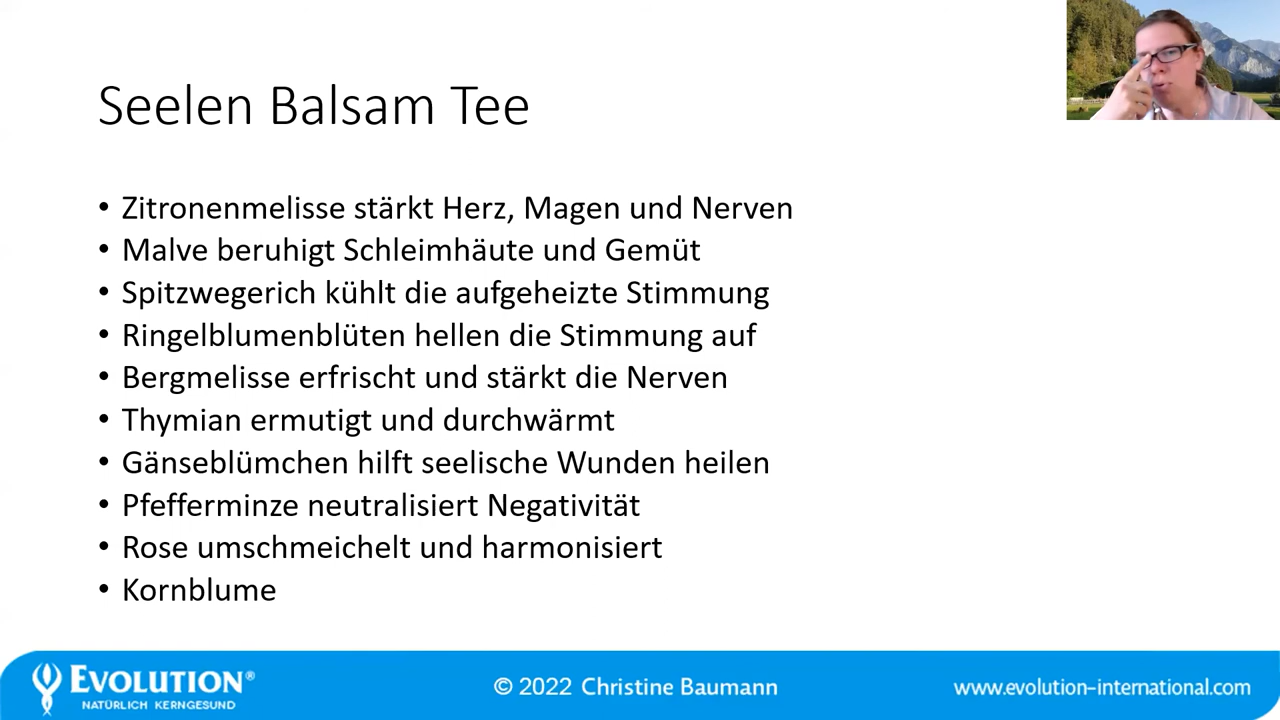 Seelen Balsam Tee
• Zitronenmelisse stärkt Herz, Magen und Nerven
• Malve beruhigt Schleimhäute und Gemüt
• Spitzwegerich kühlt die aufgeheizte Stimmung
• Ringelblumenblüten hellen die Stimmung auf
• Bergmelisse erfrischt und stärkt die Nerven
• Thymian ermutigt und durchwärmt
• Gänseblümchen hilft seelische Wunden heilen
• Pfefferminze neutralisiert Negativität
• Rose umschmeichelt und harmonisiert
• Kornblume
EVOLUTION®
NATÜRLICH KERNGESUND
© 2022 Christine Baumann
www.evolution-international.com